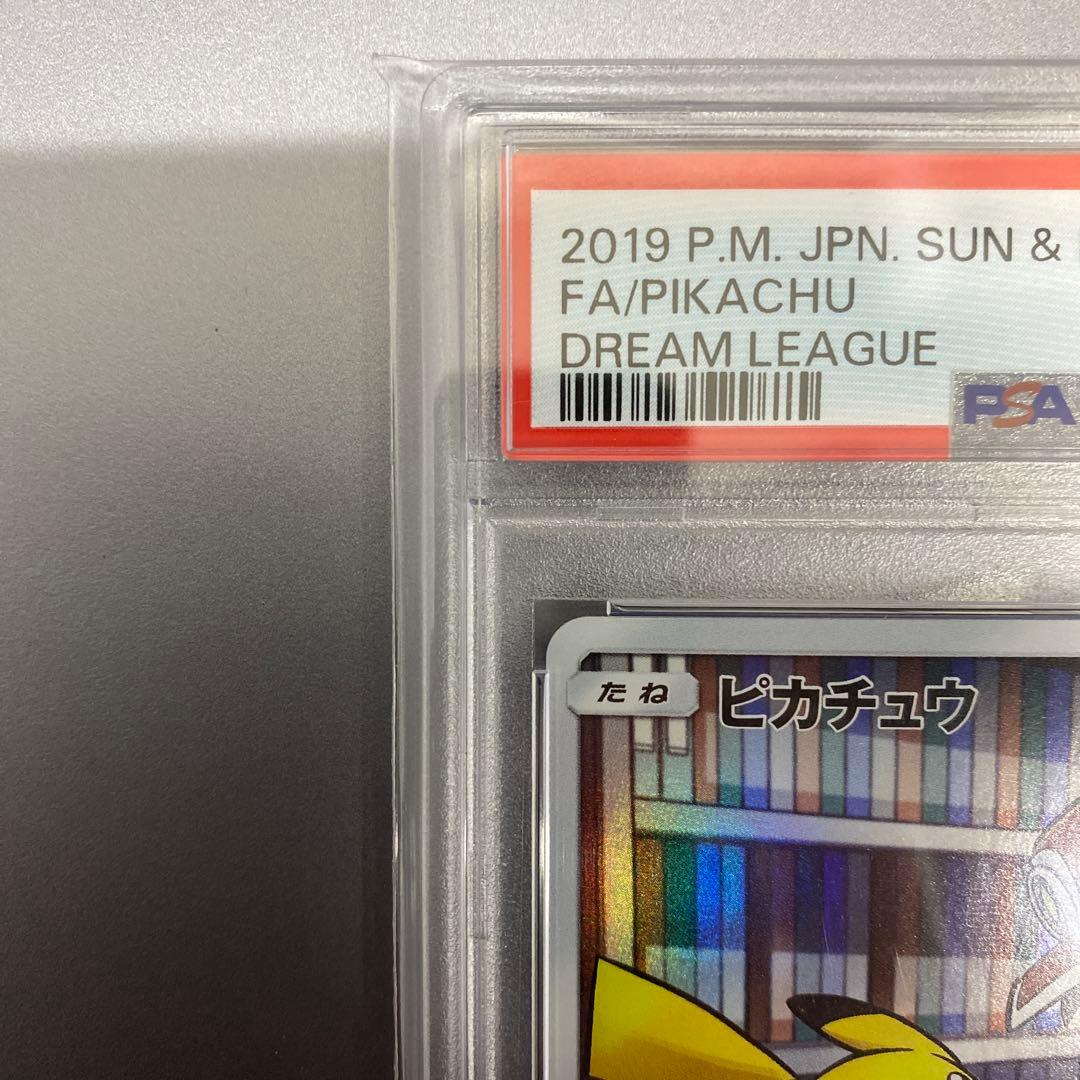 2019 P.M. JPN. SUN &
FA/PIKACHU
DREAM LEAGUE
PSA
たね ピカチュウ